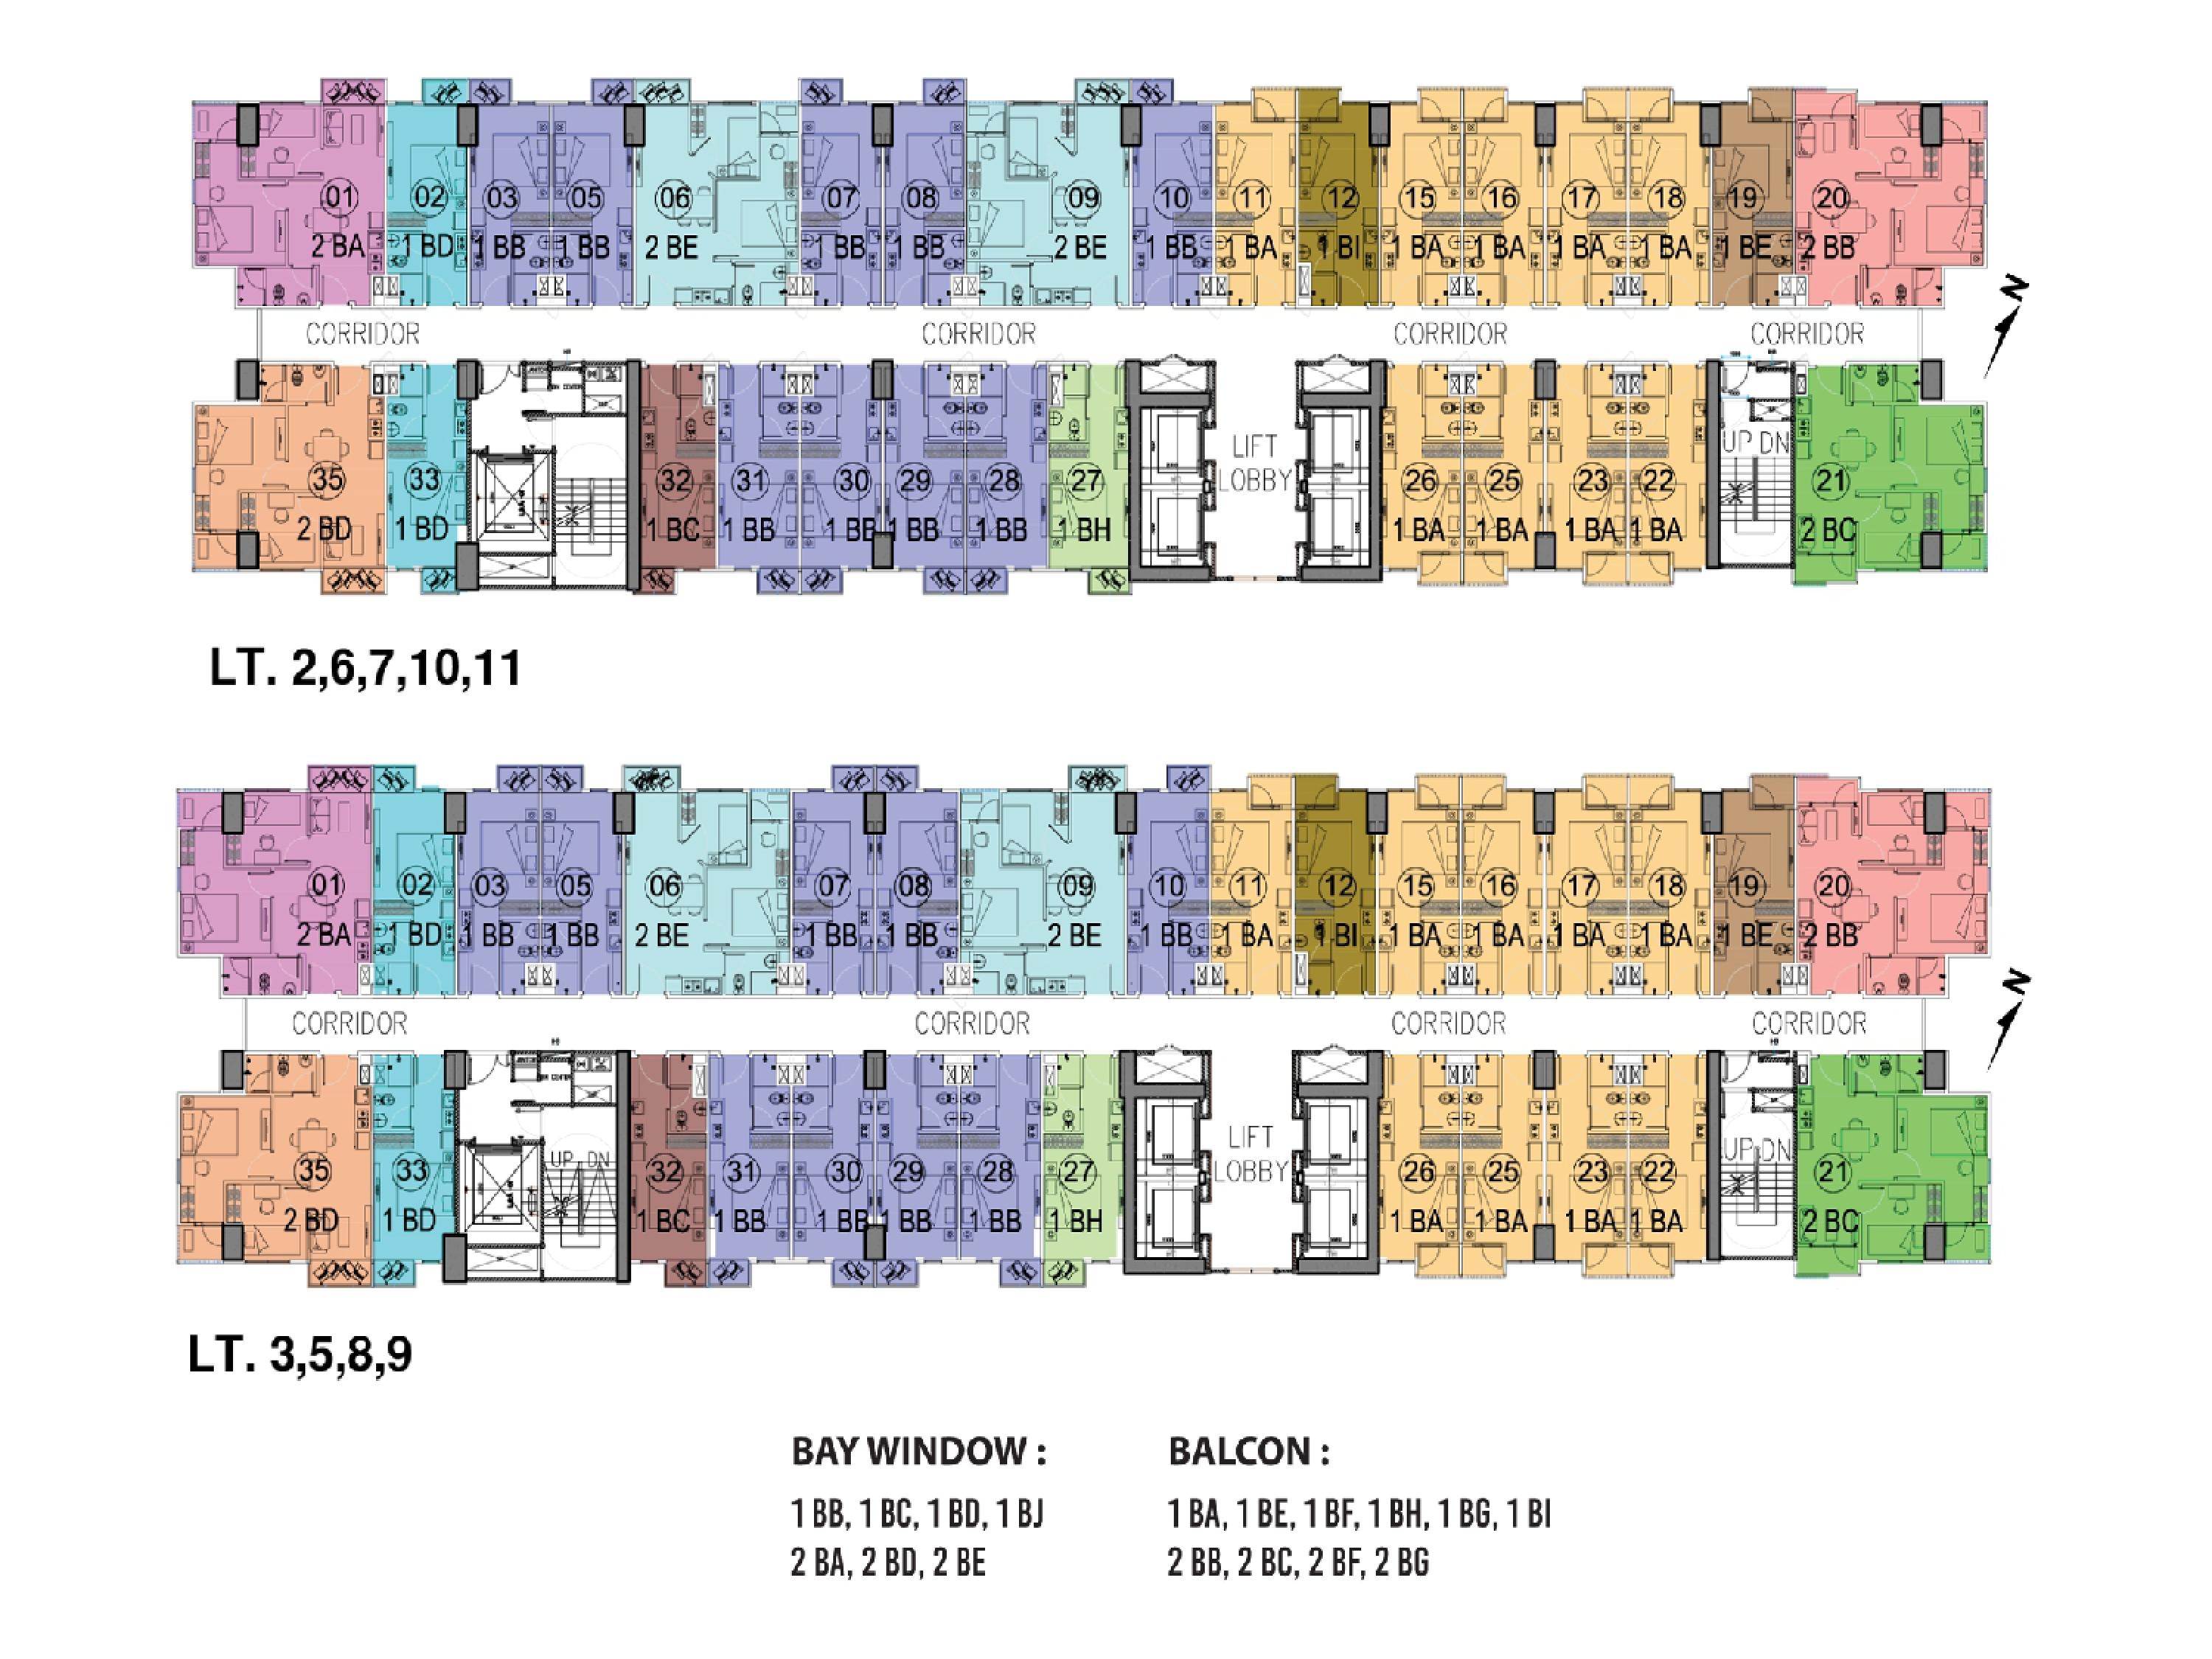 01 02 03 05 06 07 08 09 10 11 12 15 16 17 18 19 20
2 BA 1 BD 1 BB 1 BB 2 BE 1 BB 1 BB 2 BE 1 BB 1 BA 1 BI 1 BA 1 BA 1 BA 1 BA 1 BE 2 BB
N
CORRIDOR CORRIDOR CORRIDOR CORRIDOR
LIFT LOBBY
UP DN
35 33 32 31 30 29 28 27 26 25 23 22 21
2 BD 1 BD 1 BC 1 BB 1 BB 1 BB 1 BB 1 BH 1 BA 1 BA 1 BA 1 BA 2 BC
LT. 2,6,7,10,11
01 02 03 05 06 07 08 09 10 11 12 15 16 17 18 19 20
2 BA 1 BD 1 BB 1 BB 2 BE 1 BB 1 BB 2 BE 1 BB 1 BA 1 BI 1 BA 1 BA 1 BA 1 BA 1 BE 2 BB
N
CORRIDOR CORRIDOR CORRIDOR CORRIDOR
LIFT LOBBY
UP DN UP DN
35 33 32 31 30 29 28 27 26 25 23 22 21
2 BD 1 BD 1 BC 1 BB 1 BB 1 BB 1 BB 1 BH 1 BA 1 BA 1 BA 1 BA 2 BC
LT. 3,5,8,9
BAY WINDOW :
1 BB, 1 BC, 1 BD, 1 BJ
2 BA, 2 BD, 2 BE
BALCON :
1 BA, 1 BE, 1 BF, 1 BH, 1 BG, 1 BI
2 BB, 2 BC, 2 BF, 2 BG